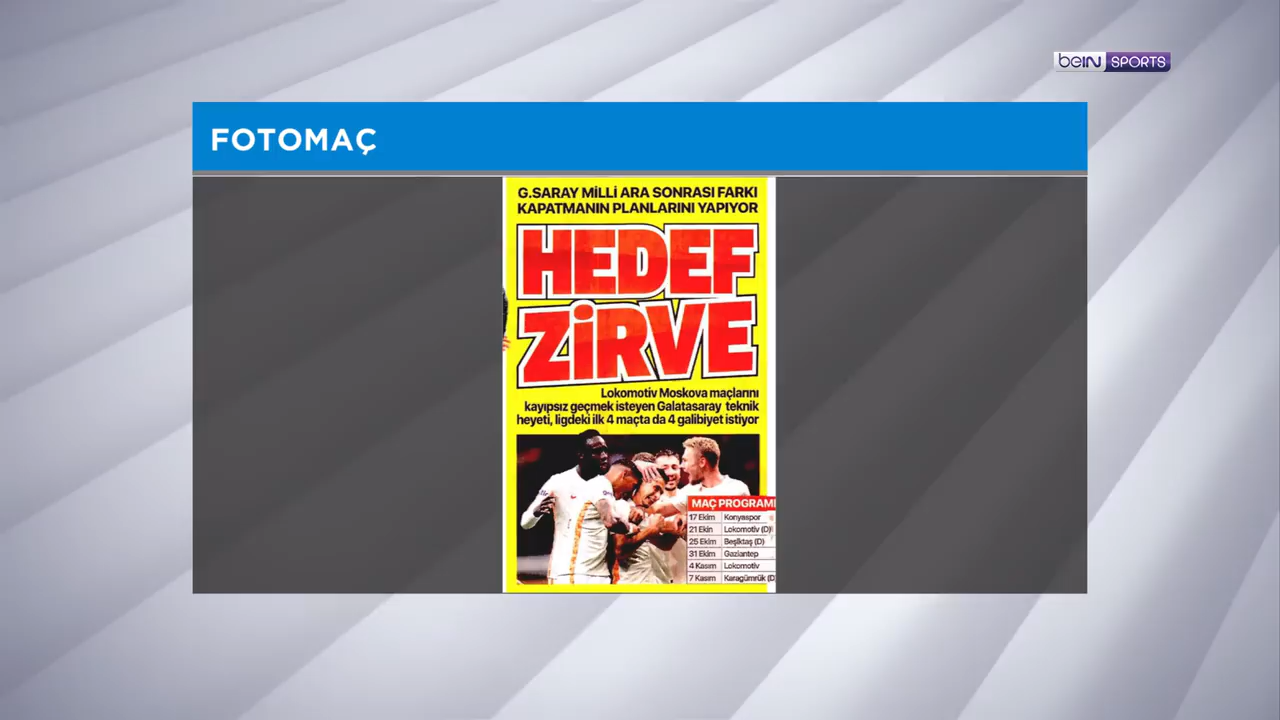 beIN SPORTS
FOTOMAÇ
G.SARAY MİLLİ ARA SONRASI FARKI
KAPATMANIN PLANLARINI YAPIYOR
HEDEF
ZİRVE
Lokomotiv Moskova maçlarını
kayıpsız geçmek isteyen Galatasaray teknik
heyeti, ligdeki ilk 4 maçta da 4 galibiyet istiyor
MAÇ PROGRAMI
17 Ekim Konyaspor
21 Ekin Lokomotiv (D)
25 Ekim Beşiktaş (D)
31 Ekim Gaziantep
4 Kasım Lokomotiv
7 Kasım Karagümrük (D